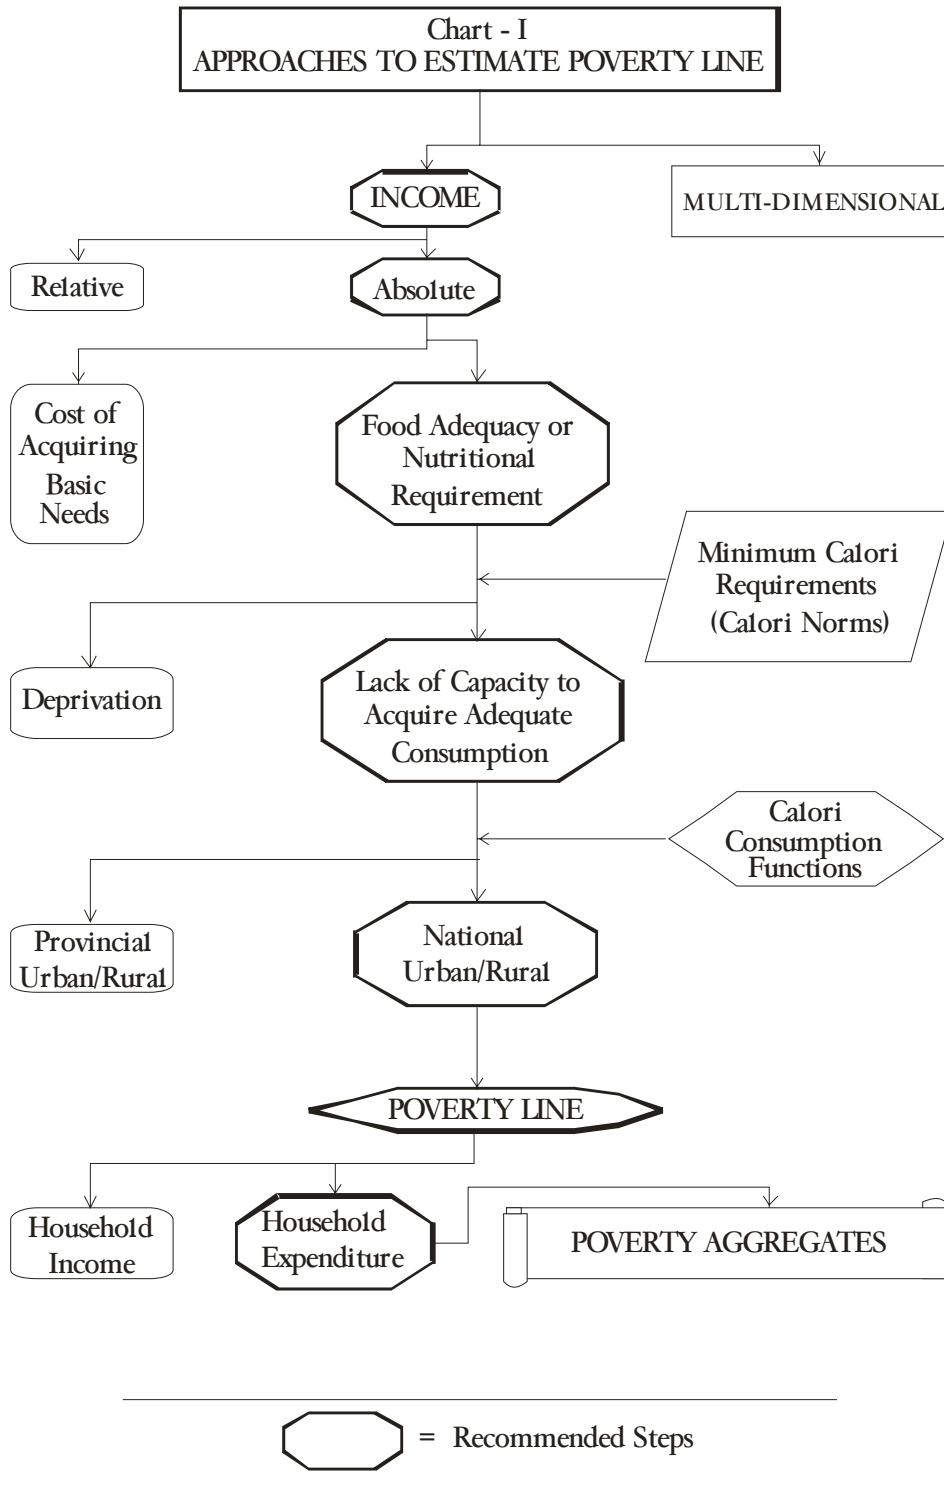 Chart - I
APPROACHES TO ESTIMATE POVERTY LINE
INCOME
MULTI-DIMENSIONAL
Relative
Absolute
Cost of
Acquiring
Basic
Needs
Food Adequacy or
Nutritional
Requirement
Minimum Calori
Requirements
(Calori Norms)
Deprivation
Lack of Capacity to
Acquire Adequate
Consumption
Calori
Consumption
Functions
Provincial
Urban/Rural
National
Urban/Rural
POVERTY LINE
Household
Income
Household
Expenditure
POVERTY AGGREGATES
= Recommended Steps